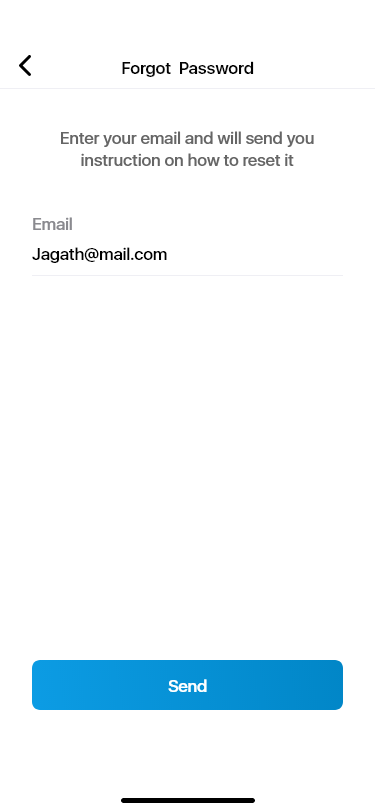 Forgot Password
Enter your email and will send you
instruction on how to reset it
Email
Jagath@mail.com
Send